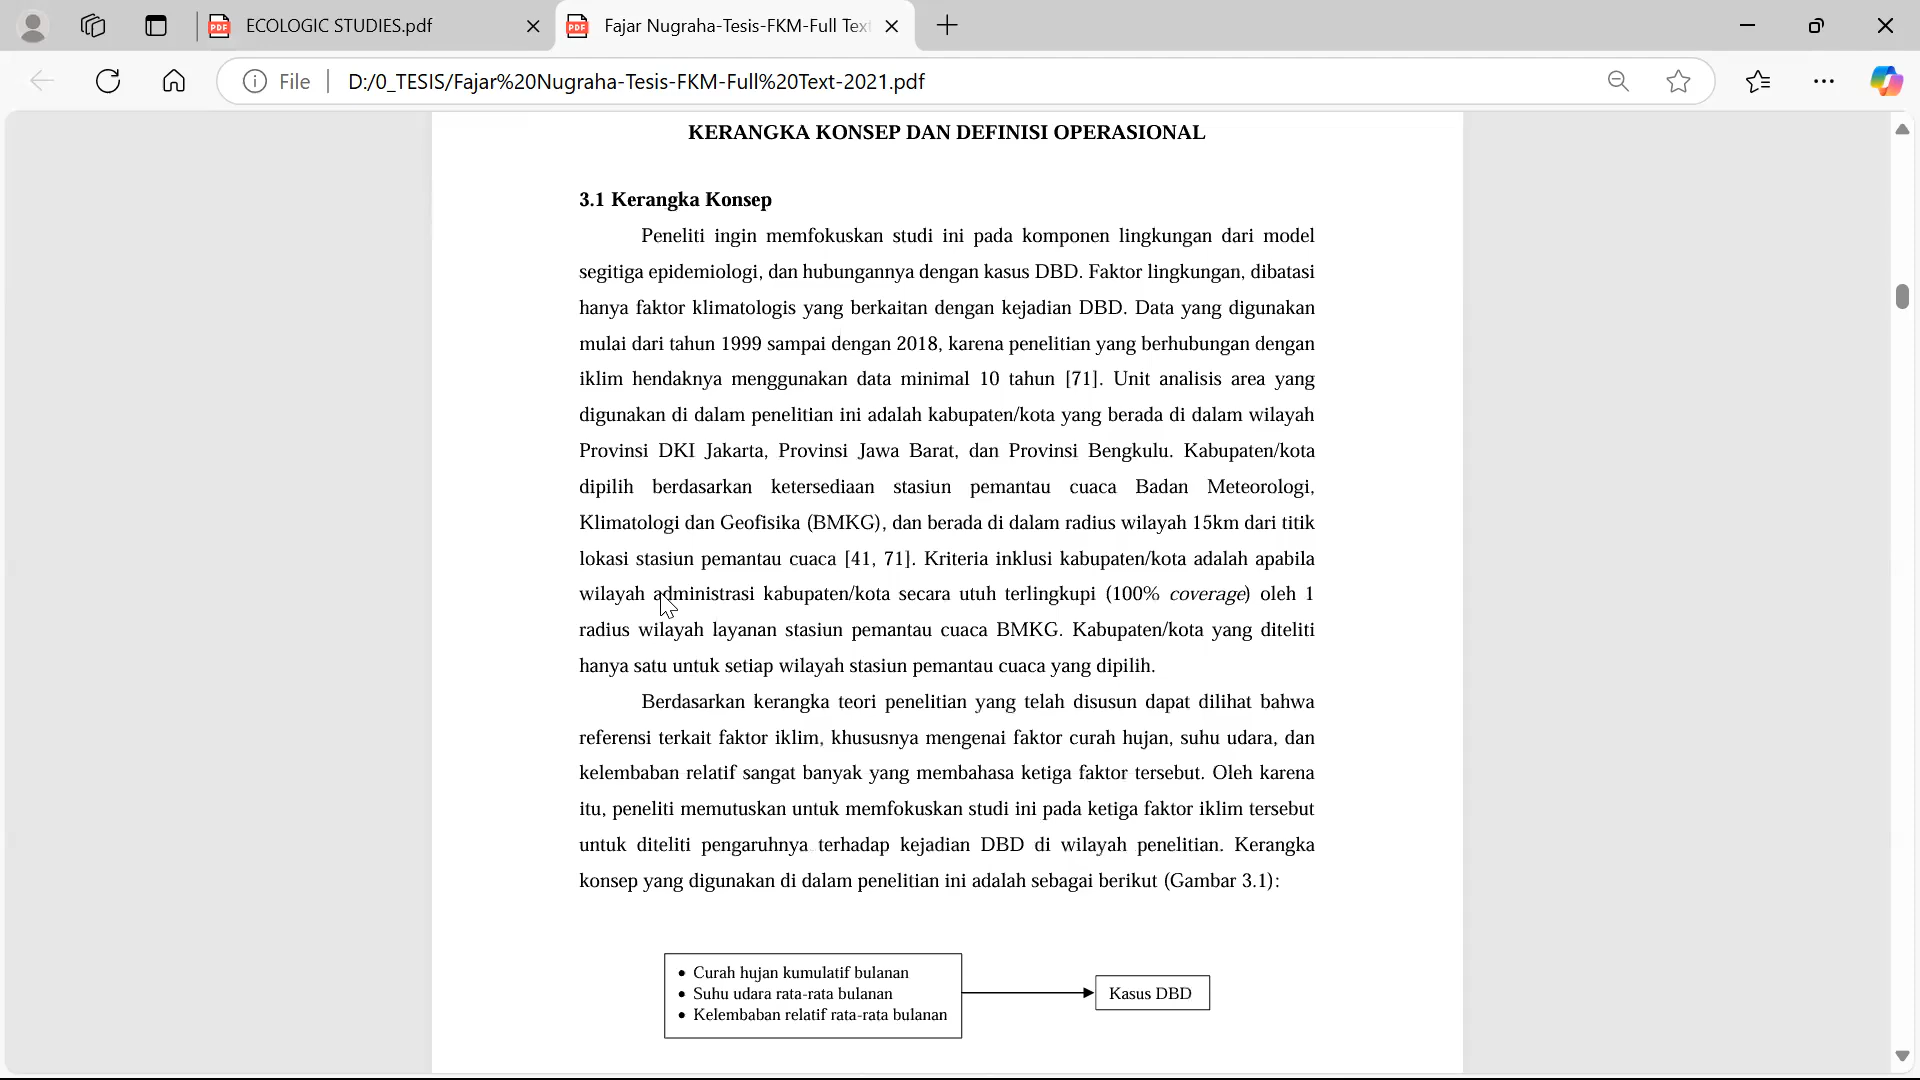 ECOLOGIC STUDIES.pdf
Fajar Nugraha-Tesis-FKM-Full Tex
File
D:/0_TESIS/Fajar%20Nugraha-Tesis-FKM-Full%20Text-2021.pdf
KERANGKA KONSEP DAN DEFINISI OPERASIONAL
3.1 Kerangka Konsep
Peneliti ingin memfokuskan studi ini pada komponen lingkungan dari model
segitiga epidemiologi, dan hubungannya dengan kasus DBD. Faktor lingkungan, dibatasi
hanya faktor klimatologis yang berkaitan dengan kejadian DBD. Data yang digunakan
mulai dari tahun 1999 sampai dengan 2018, karena penelitian yang berhubungan dengan
iklim hendaknya menggunakan data minimal 10 tahun [71]. Unit analisis area yang
digunakan di dalam penelitian ini adalah kabupaten/kota yang berada di dalam wilayah
Provinsi DKI Jakarta, Provinsi Jawa Barat, dan Provinsi Bengkulu. Kabupaten/kota
dipilih berdasarkan ketersediaan stasiun pemantau cuaca Badan Meteorologi,
Klimatologi dan Geofisika (BMKG), dan berada di dalam radius wilayah 15km dari titik
lokasi stasiun pemantau cuaca [41, 71]. Kriteria inklusi kabupaten/kota adalah apabila
wilayah administrasi kabupaten/kota secara utuh terlingkupi (100% coverage) oleh 1
radius wilayah layanan stasiun pemantau cuaca BMKG. Kabupaten/kota yang diteliti
hanya satu untuk setiap wilayah stasiun pemantau cuaca yang dipilih.
Berdasarkan kerangka teori penelitian yang telah disusun dapat dilihat bahwa
referensi terkait faktor iklim, khususnya mengenai faktor curah hujan, suhu udara, dan
kelembaban relatif sangat banyak yang membahasa ketiga faktor tersebut. Oleh karena
itu, peneliti memutuskan untuk memfokuskan studi ini pada ketiga faktor iklim tersebut
untuk diteliti pengaruhnya terhadap kejadian DBD di wilayah penelitian. Kerangka
konsep yang digunakan di dalam penelitian ini adalah sebagai berikut (Gambar 3.1):
• Curah hujan kumulatif bulanan
• Suhu udara rata-rata bulanan
• Kelembaban relatif rata-rata bulanan
Kasus DBD